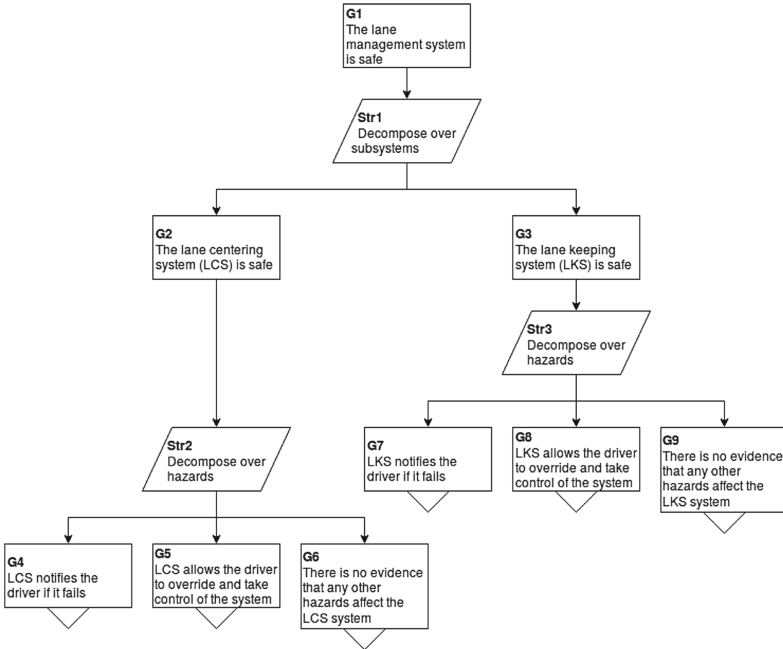 G1
The lane
management system
is safe
Str1
Decompose over
subsystems
G2
The lane centering
system (LCS) is safe
G3
The lane keeping
system (LKS) is safe
Str3
Decompose over
hazards
Str2
Decompose over
hazards
G7
LKS notifies the
driver if it fails
G8
LKS allows the driver
to override and take
control of the system
G9
There is no evidence
that any other
hazards affect the
LKS system
G4
LCS notifies the
driver if it fails
G5
LCS allows the driver
to override and take
control of the system
G6
There is no evidence
that any other
hazards affect the
LCS system